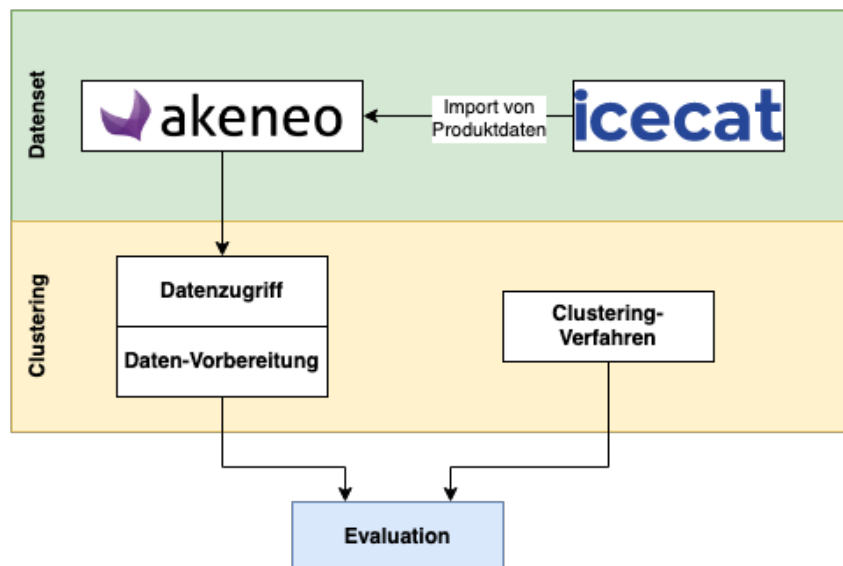 Datenset
akeneo
Import von
Produktdaten
icecat
Clustering
Datenzugriff
Daten-Vorbereitung
Clustering-
Verfahren
Evaluation